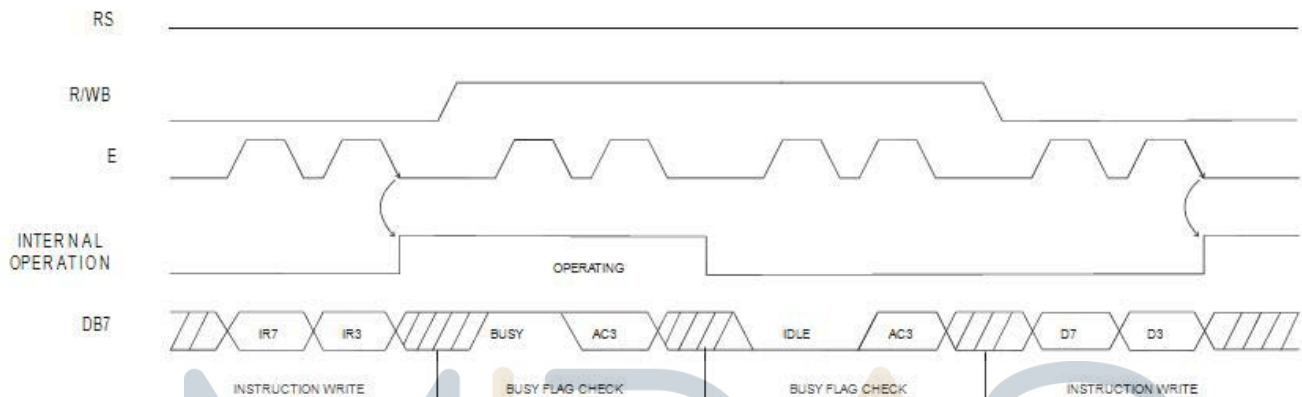 RS
R/WB
E
INTERNAL
OPERATION
OPERATING
DB7
IR7 IR3 BUSY AC3 IDLE AC3 D7 D3
INSTRUCTION WRITE BUSY FLAG CHECK BUSY FLAG CHECK INSTRUCTION WRITE